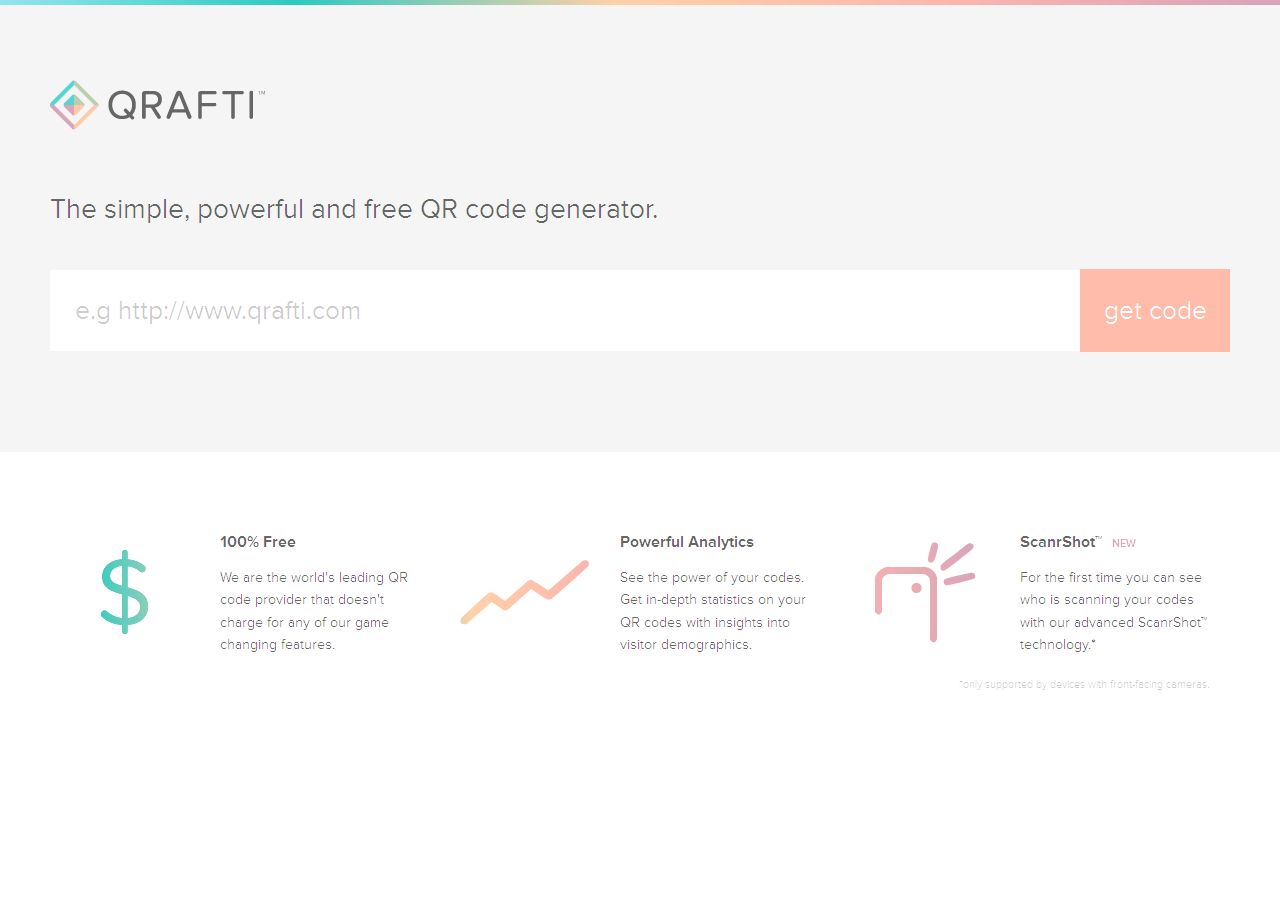 QRAFTI™
The simple, powerful and free QR code generator.
e.g http://www.qrafti.com
get code
100% Free
We are the world's leading QR
code provider that doesn't
charge for any of our game
changing features.
Powerful Analytics
See the power of your codes.
Get in-depth statistics on your
QR codes with insights into
visitor demographics.
ScanrShot™ NEW
For the first time you can see
who is scanning your codes
with our advanced ScanrShot™
technology.*
*only supported by devices with front-facing cameras.